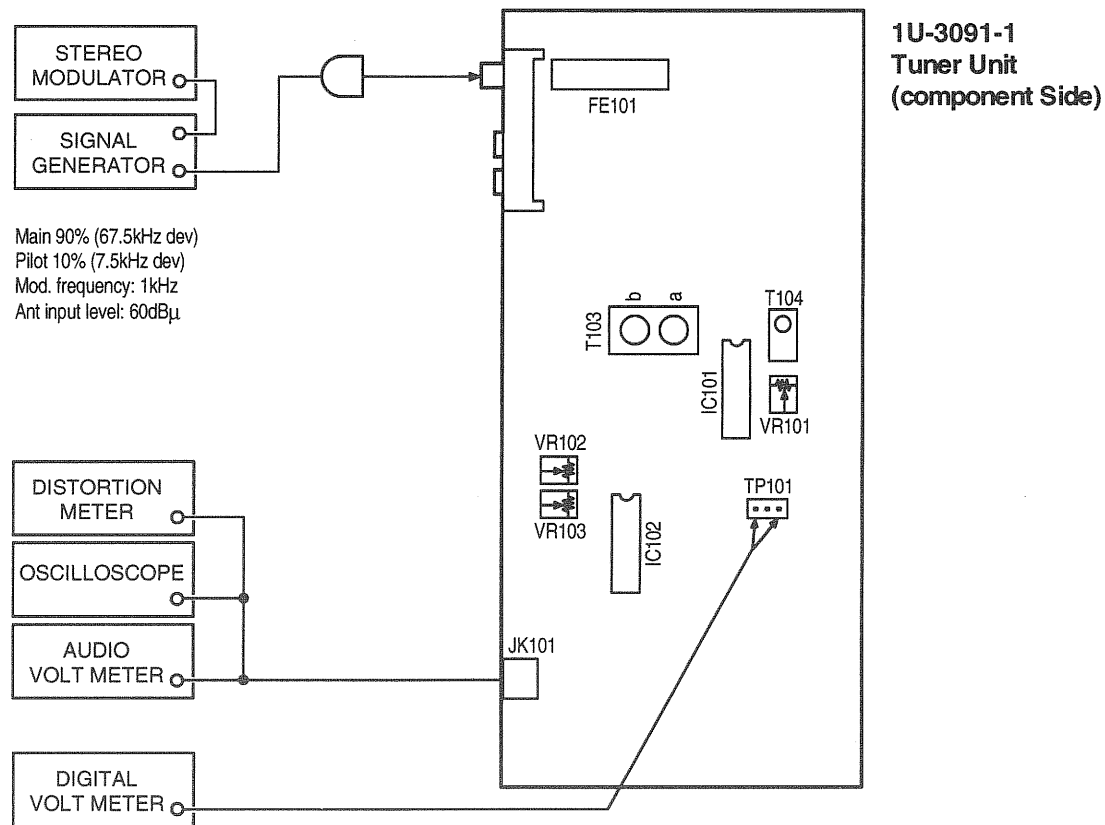 STEREO
MODULATOR
SIGNAL
GENERATOR
Main 90% (67.5kHz dev)
Pilot 10% (7.5kHz dev)
Mod. frequency: 1kHz
Ant input level: 60dBμ
1U-3091-1
Tuner Unit
(component Side)
FE101
b
a
T103
T104
IC101
VR101
VR102
VR103
IC102
TP101
DISTORTION
METER
OSCILLOSCOPE
AUDIO
VOLT METER
JK101
DIGITAL
VOLT METER